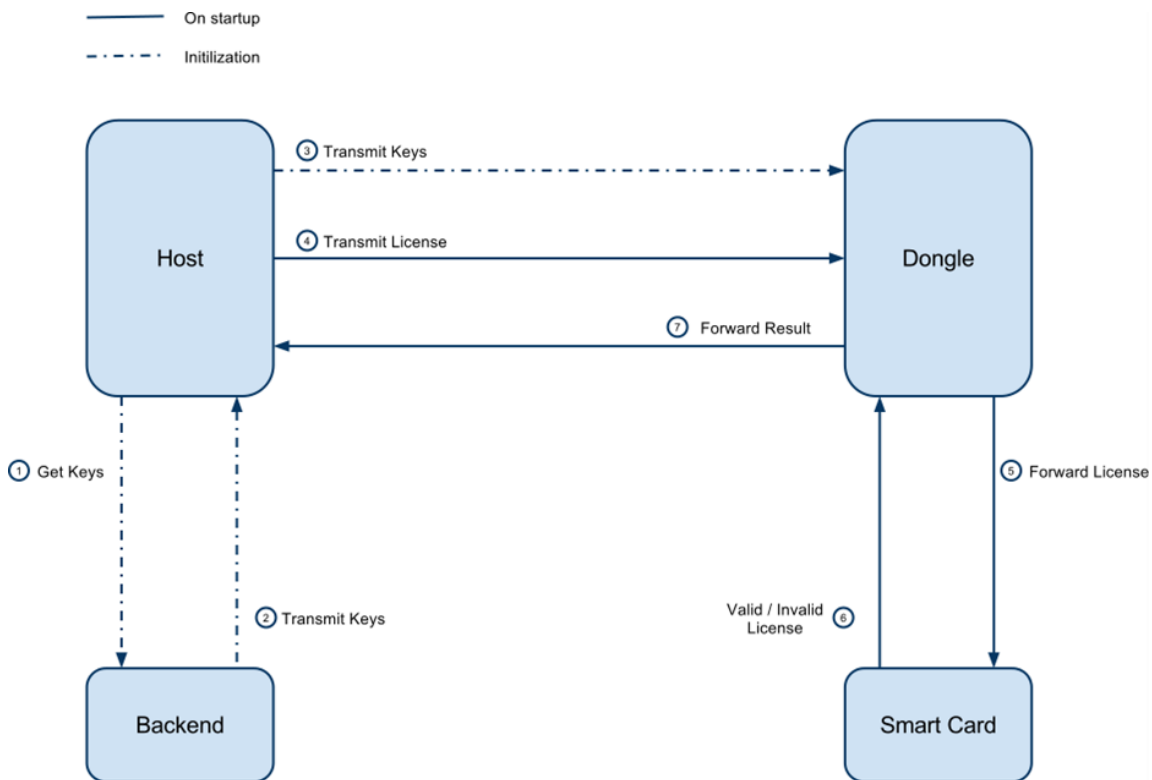 On startup
Initilization
3 Transmit Keys
Host
Dongle
4 Transmit License
7 Forward Result
1 Get Keys
5 Forward License
2 Transmit Keys
Valid / Invalid 6
License
Backend
Smart Card